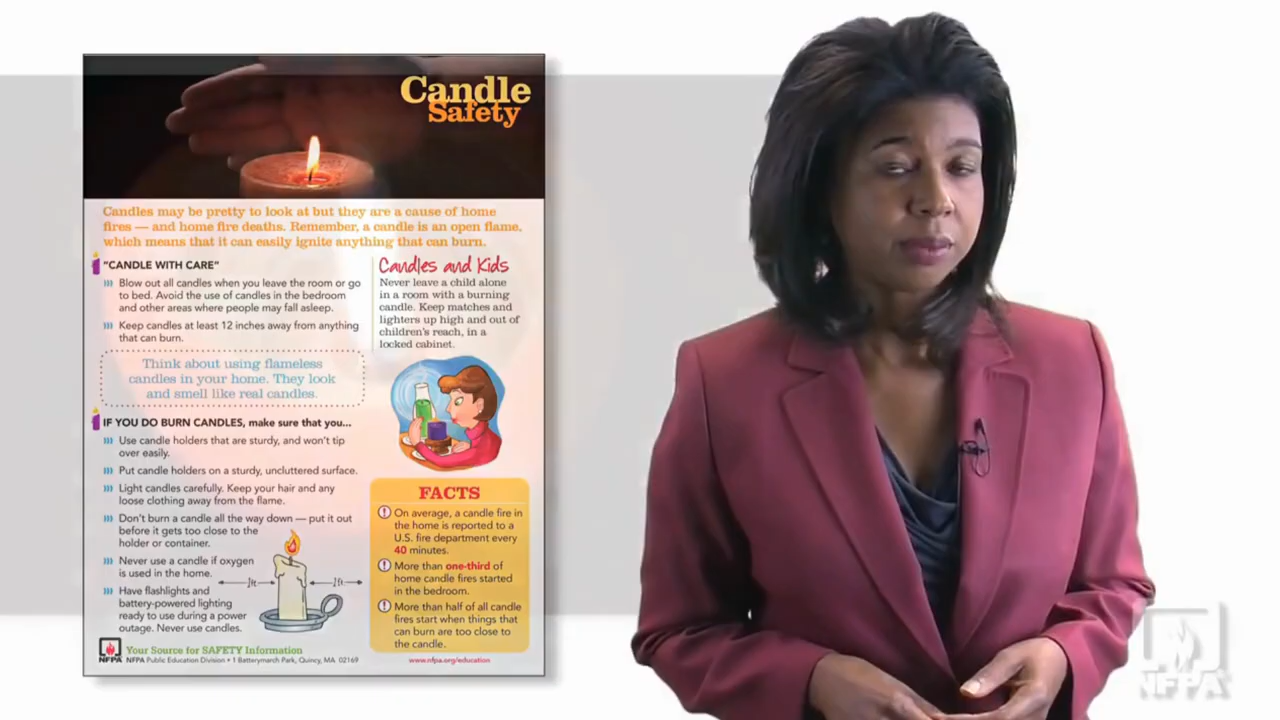 Candle
Safety
Candles may be pretty to look at but they are a cause of home
fires — and home fire deaths. Remember, a candle is an open flame,
which means that it can easily ignite anything that can burn.
"CANDLE WITH CARE"
Blow out all candles when you leave the room or go
to bed. Avoid the use of candles in the bedroom
and other areas where people may fall asleep.
Keep candles at least 12 inches away from anything
that can burn.
Think about using flameless
candles in your home. They look
and smell like real candles.
IF YOU DO BURN CANDLES, make sure that you...
Use candle holders that are sturdy, and won't tip
over easily.
Put candle holders on a sturdy, uncluttered surface.
Light candles carefully. Keep your hair and any
loose clothing away from the flame.
Don't burn a candle all the way down — put it out
before it gets too close to the
holder or container.
Never use a candle if oxygen
is used in the home.
Have flashlights and
battery-powered lighting
ready to use during a power
outage. Never use candles.
1ft 1ft
Candles and Kids
Never leave a child alone
in a room with a burning
candle. Keep matches and
lighters up high and out of
children's reach, in a
locked cabinet.
FACTS
! On average, a candle fire in
the home is reported to a
U.S. fire department every
40 minutes.
! More than one-third of
home candle fires started
in the bedroom.
! More than half of all candle
fires start when things that
can burn are too close to
the candle.
Your Source for SAFETY Information
NFPA NFPA Public Education Division • 1 Batterymarch Park, Quincy, MA 02169
www.nfpa.org/education
NFPA